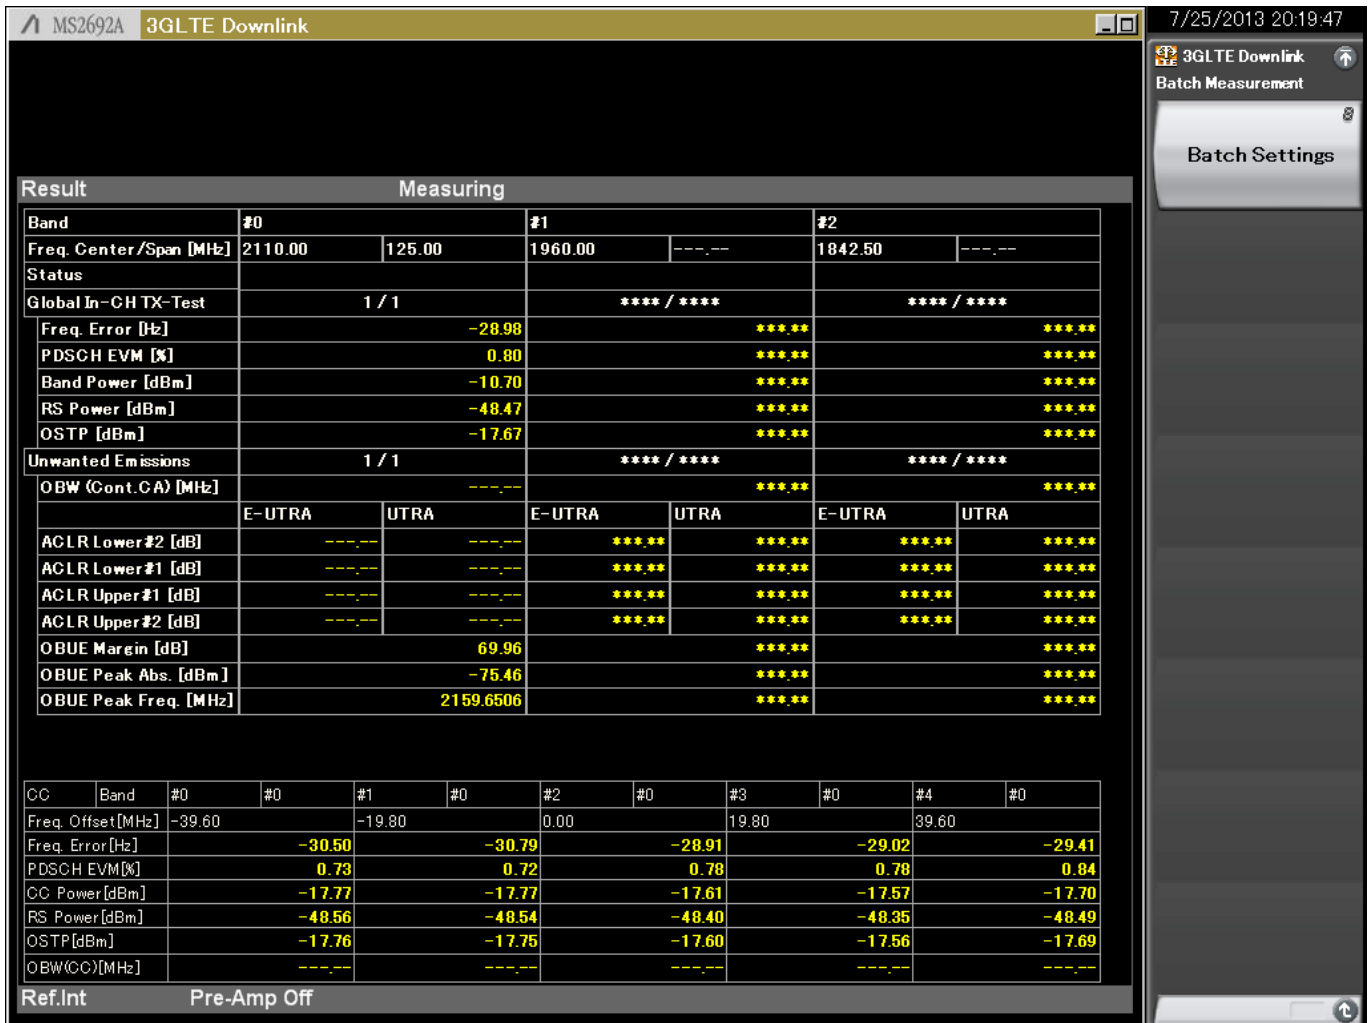 MS2692A 3GLTE Downlink
7/25/2013 20:19:47
3GLTE Downlink
Batch Measurement
Batch Settings
Result Measuring
Band #0 #1 #2
Freq. Center/Span [MHz] 2110.00 125.00 1960.00 ---.-- 1842.50 ---.--
Status
Global In-CH TX-Test 1 / 1 **** / **** **** / ****
Freq. Error [Hz] -28.98 ***.** ***.**
PDSCH EVM [%] 0.80 ***.** ***.**
Band Power [dBm] -10.70 ***.** ***.**
RS Power [dBm] -48.47 ***.** ***.**
OSTP [dBm] -17.67 ***.** ***.**
Unwanted Emissions 1 / 1 **** / **** **** / ****
OBW (Cont.CA) [MHz] ---.-- ***.** ***.**
E-UTRA UTRA E-UTRA UTRA E-UTRA UTRA
ACLR Lower#2 [dB] ---.-- ---.-- ***.** ***.** ***.** ***.**
ACLR Lower#1 [dB] ---.-- ---.-- ***.** ***.** ***.** ***.**
ACLR Upper#1 [dB] ---.-- ---.-- ***.** ***.** ***.** ***.**
ACLR Upper#2 [dB] ---.-- ---.-- ***.** ***.** ***.** ***.**
OBUE Margin [dB] 69.96 ***.** ***.**
OBUE Peak Abs. [dBm] -75.46 ***.** ***.**
OBUE Peak Freq. [MHz] 2159.6506 ***.** ***.**
CC Band #0 #0 #1 #0 #2 #0 #3 #0 #4 #0
Freq. Offset[MHz] -39.60 -19.80 0.00 19.80 39.60
Freq. Error[Hz] -30.50 -30.79 -28.91 -29.02 -29.41
PDSCH EVM[%] 0.73 0.72 0.78 0.78 0.84
CC Power[dBm] -17.77 -17.77 -17.61 -17.57 -17.70
RS Power[dBm] -48.56 -48.54 -48.40 -48.35 -48.49
OSTP[dBm] -17.76 -17.75 -17.60 -17.56 -17.69
OBW(CC)[MHz] ---.-- ---.-- ---.-- ---.-- ---.--
Ref.Int Pre-Amp Off